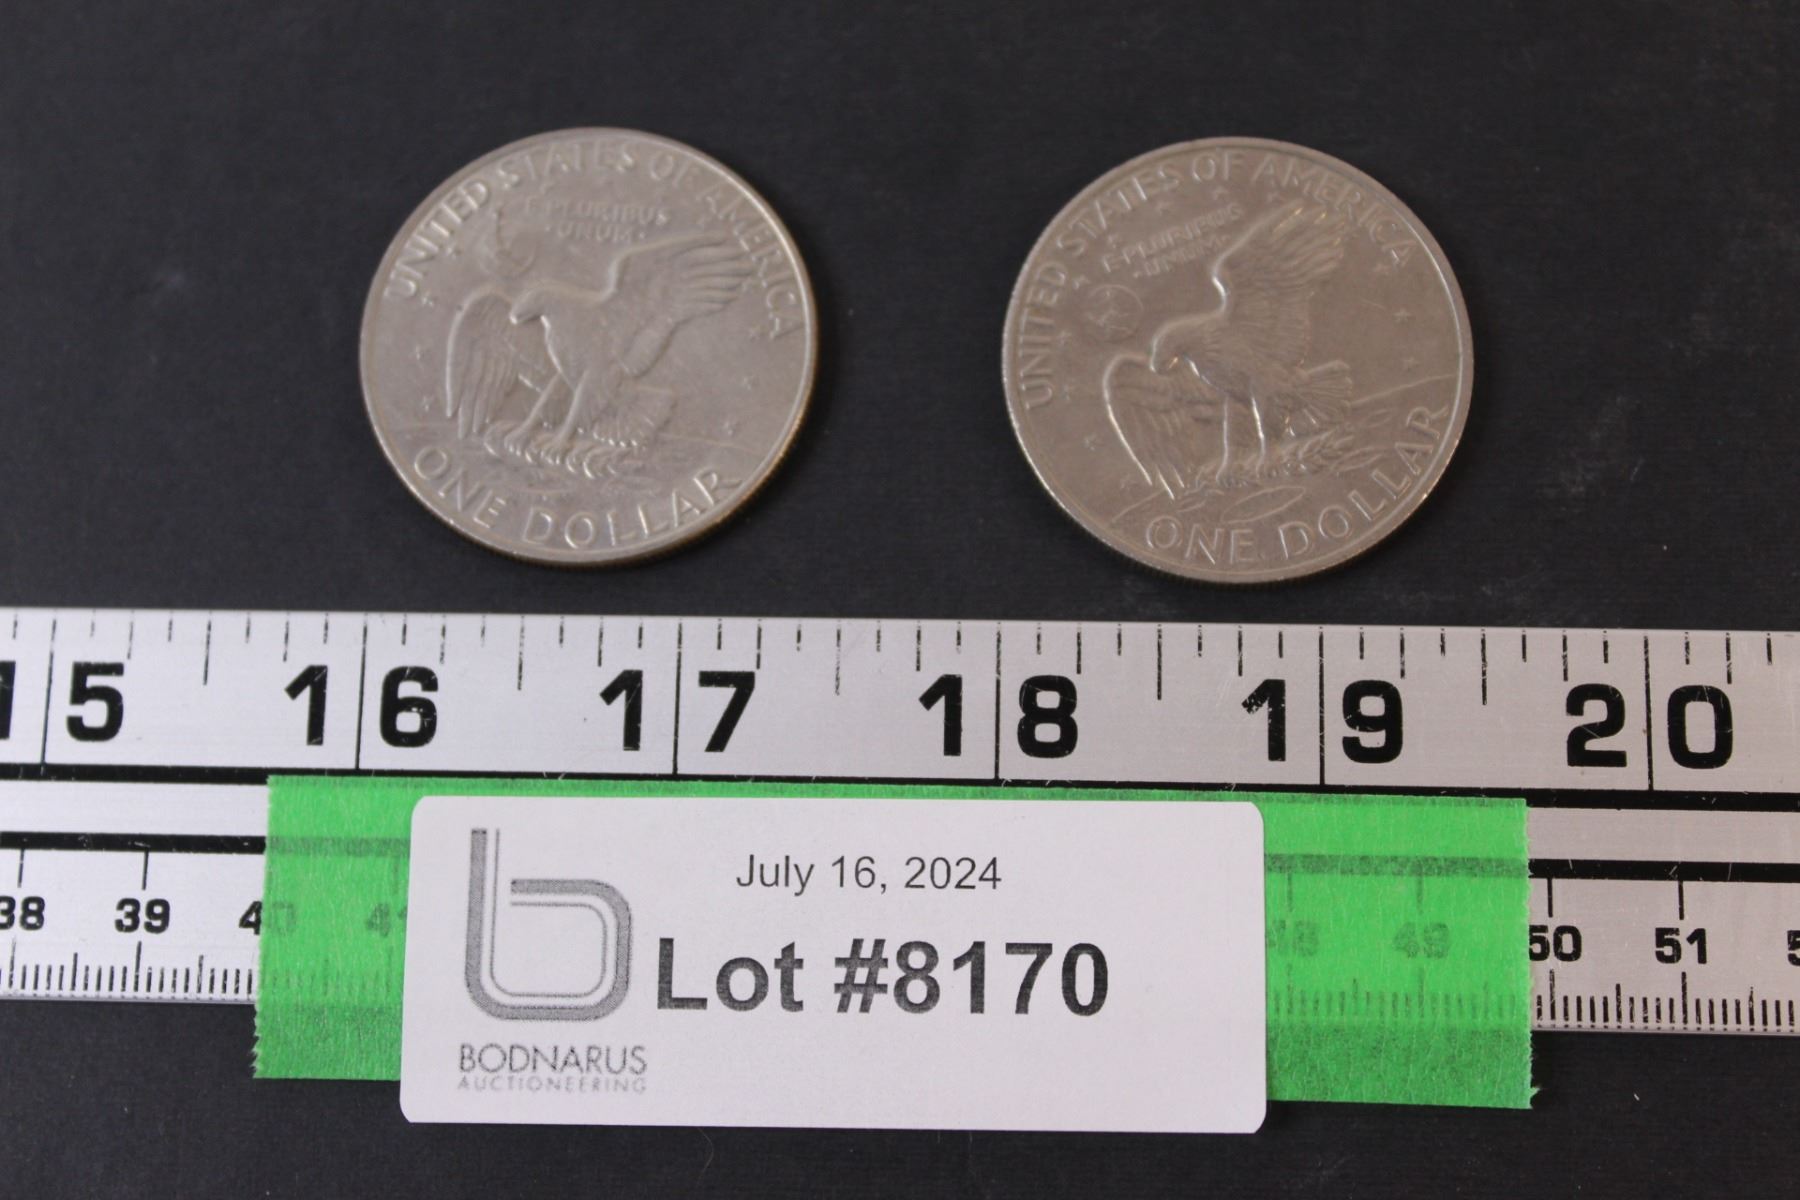 UNITED STATES OF AMERICA
E·PLURIBUS
·UNUM·
ONE DOLLAR
UNITED STATES OF AMERICA
E·PLURIBUS
·UNUM·
ONE DOLLAR
15 16 17 18 19 20
July 16, 2024
Lot #8170
BODNARUS
AUCTIONEERING
38 39 40 41 48 49 50 51